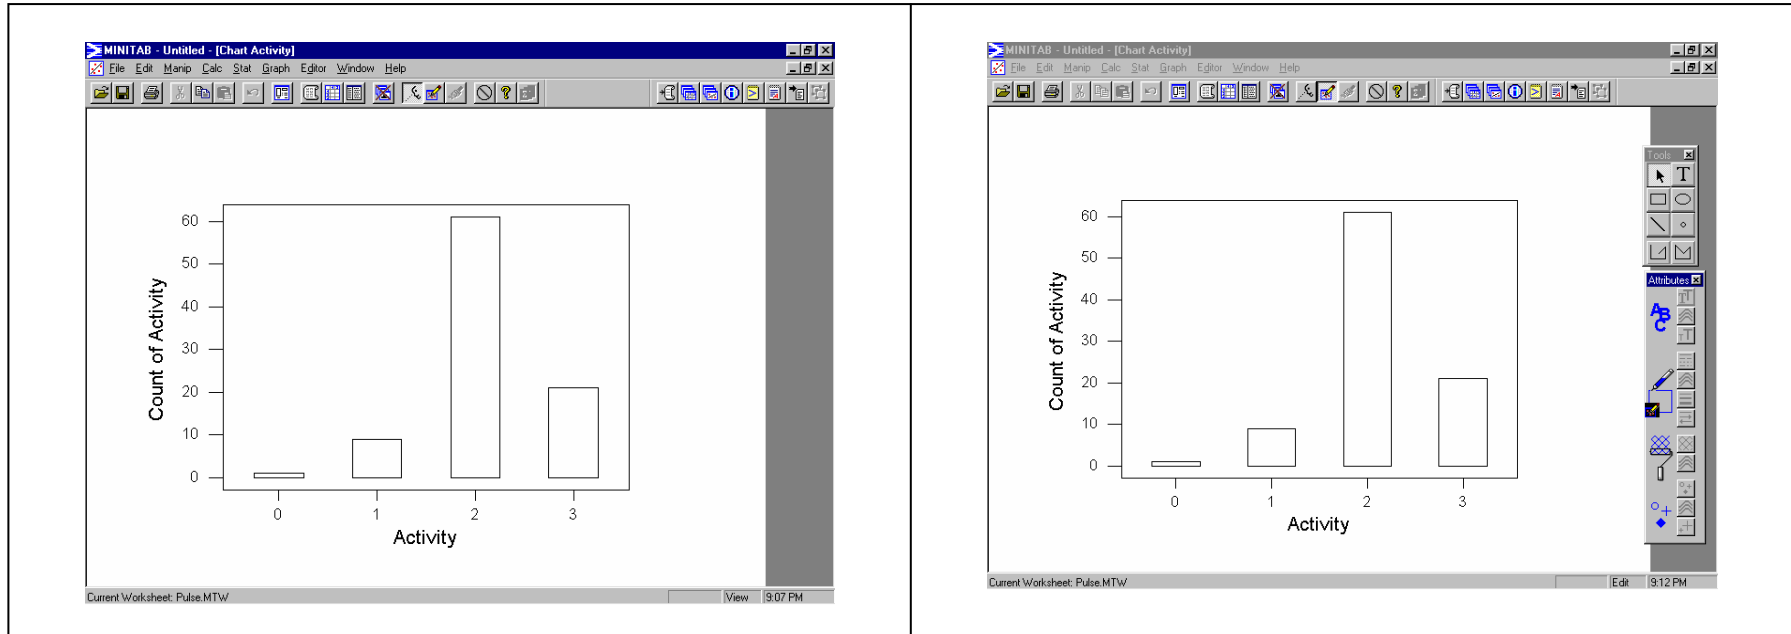 MINITAB - Untitled - [Chart Activity]
File Edit Manip Calc Stat Graph Editor Window Help
60
50
40
30
20
10
0
Count of Activity
0 1 2 3
Activity
Current Worksheet: Pulse.MTW View 9:07 PM
MINITAB - Untitled - [Chart Activity]
File Edit Manip Calc Stat Graph Editor Window Help
60
50
40
30
20
10
0
Count of Activity
0 1 2 3
Activity
Tools
T
Attributes
ABC
TT
TT
Current Worksheet: Pulse.MTW Edit 9:12 PM